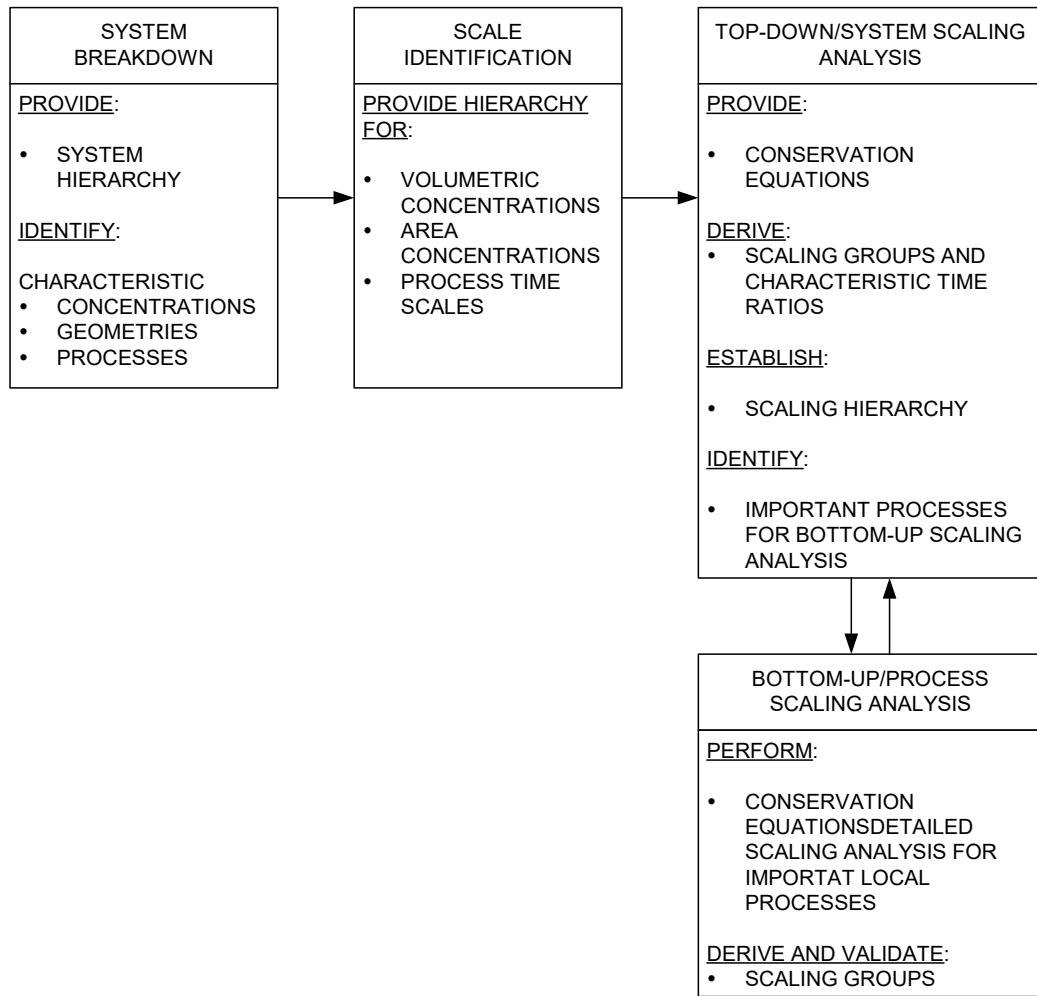 SYSTEM
BREAKDOWN
PROVIDE:
• SYSTEM
HIERARCHY
IDENTIFY:
CHARACTERISTIC
• CONCENTRATIONS
• GEOMETRIES
• PROCESSES
SCALE
IDENTIFICATION
PROVIDE HIERARCHY
FOR:
• VOLUMETRIC
CONCENTRATIONS
• AREA
CONCENTRATIONS
• PROCESS TIME
SCALES
TOP-DOWN/SYSTEM SCALING
ANALYSIS
PROVIDE:
• CONSERVATION
EQUATIONS
DERIVE:
• SCALING GROUPS AND
CHARACTERISTIC TIME
RATIOS
ESTABLISH:
• SCALING HIERARCHY
IDENTIFY:
• IMPORTANT PROCESSES
FOR BOTTOM-UP SCALING
ANALYSIS
BOTTOM-UP/PROCESS
SCALING ANALYSIS
PERFORM:
• CONSERVATION
EQUATIONSDETAILED
SCALING ANALYSIS FOR
IMPORTAT LOCAL
PROCESSES
DERIVE AND VALIDATE:
• SCALING GROUPS